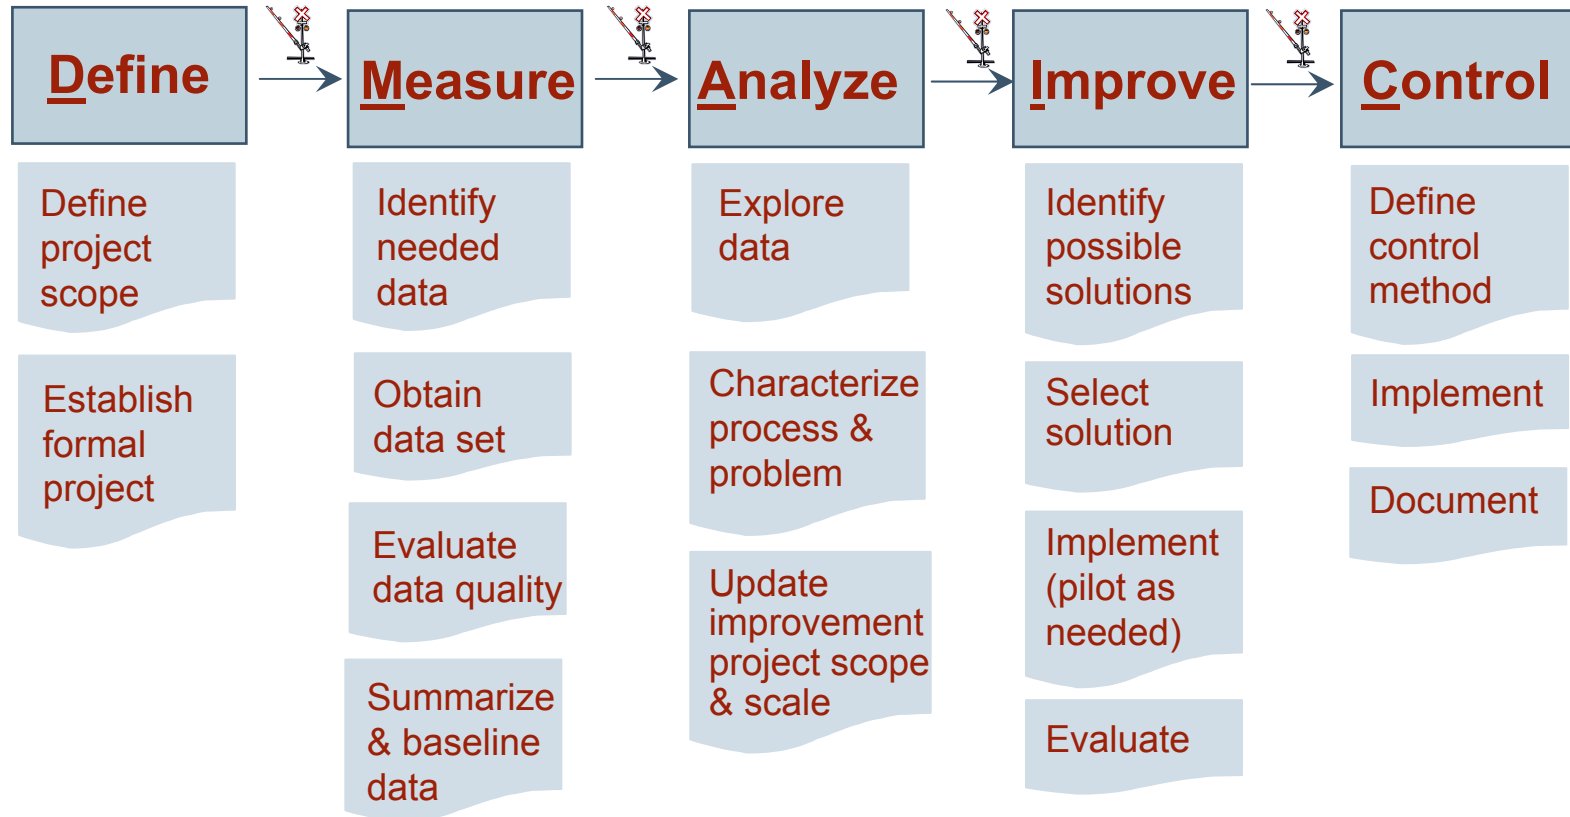 Define
Measure
Analyze
Improve
Control
Define
project
scope
Establish
formal
project
Identify
needed
data
Obtain
data set
Evaluate
data quality
Summarize
& baseline
data
Explore
data
Characterize
process &
problem
Update
improvement
project scope
& scale
Identify
possible
solutions
Select
solution
Implement
(pilot as
needed)
Evaluate
Define
control
method
Implement
Document